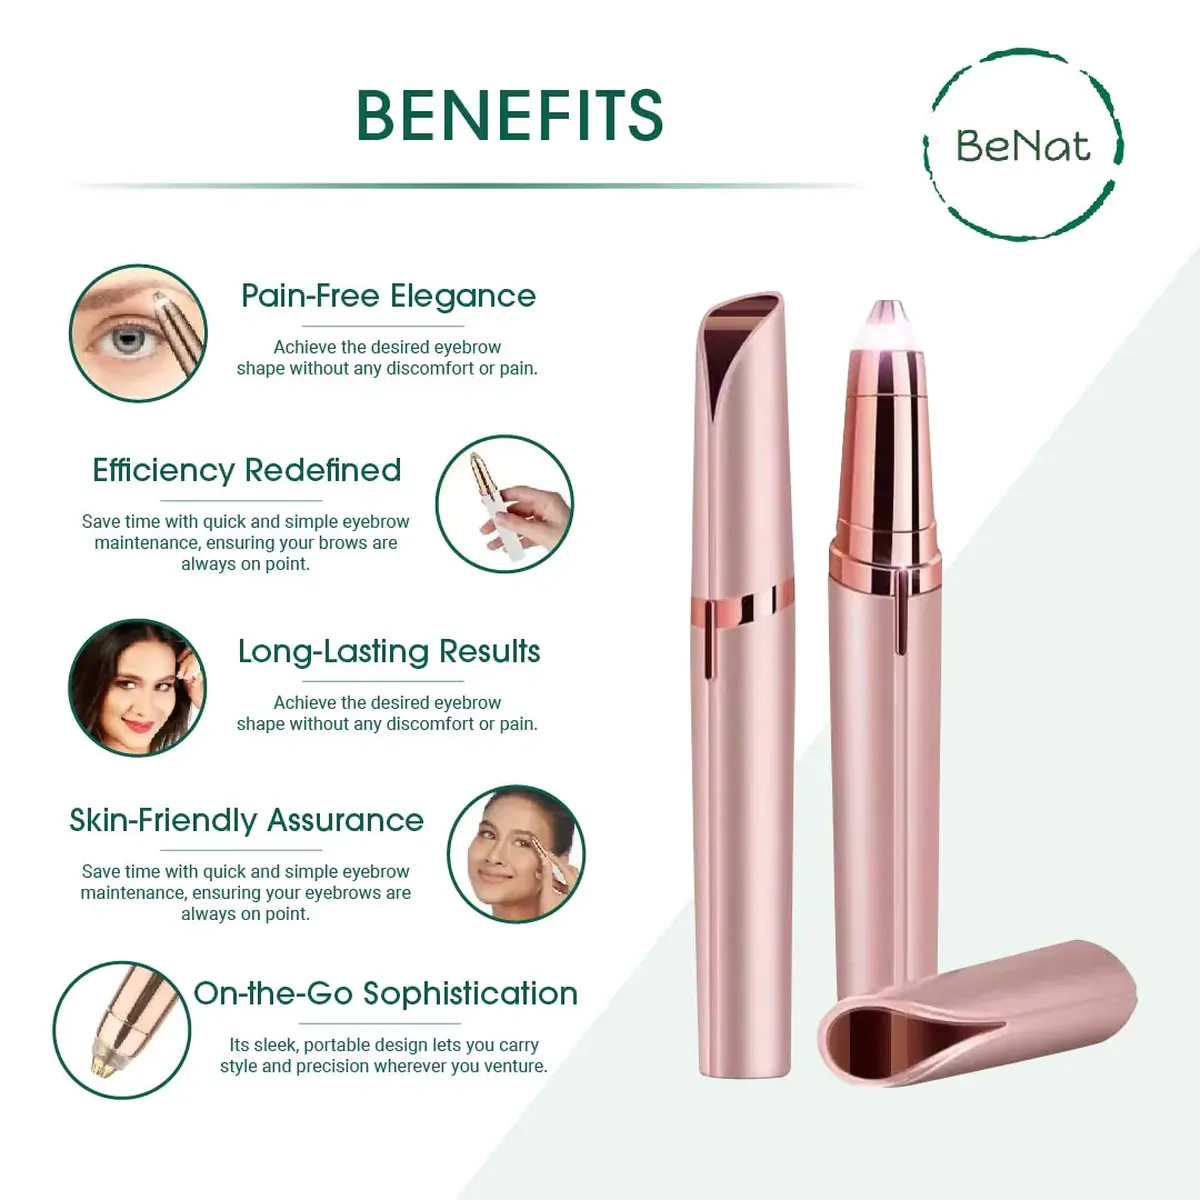 BENEFITS
BeNat
Pain-Free Elegance
Achieve the desired eyebrow
shape without any discomfort or pain.
Efficiency Redefined
Save time with quick and simple eyebrow
maintenance, ensuring your brows are
always on point.
Long-Lasting Results
Achieve the desired eyebrow
shape without any discomfort or pain.
Skin-Friendly Assurance
Save time with quick and simple eyebrow
maintenance, ensuring your eyebrows are
always on point.
On-the-Go Sophistication
Its sleek, portable design lets you carry
style and precision wherever you venture.